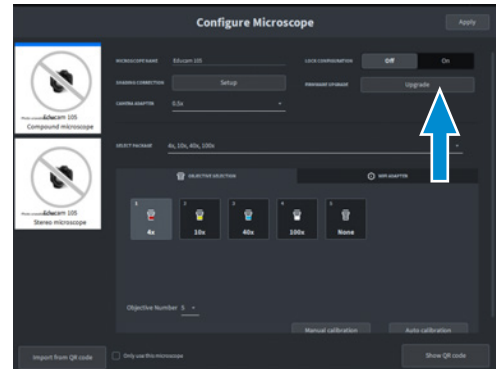 Configure Microscope
Apply
MICROSCOPE NAME
Educam 105
LOCK CONFIGURATION
Off
On
SHADING CORRECTION
Setup
FIRMWARE UPGRADE
Upgrade
CAMERA ADAPTER
0.5x
Educam 105
Compound microscope
SELECT PACKAGE
4x, 10x, 40x, 100x
OBJECTIVE SELECTION
WIFI ADAPTER
1
2
3
4
5
4x
10x
40x
100x
None
Educam 105
Stereo microscope
Objective Number 5
Manual calibration
Auto calibration
Import from QR code
Only use this microscope
Show QR code